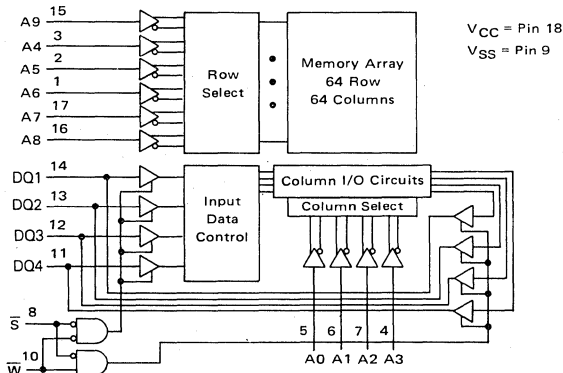 15
A9
3
A4
2
A5
1
A6
17
A7
16
A8
Row
Select
Memory Array
64 Row
64 Columns
VCC = Pin 18
VSS = Pin 9
14
DQ1
13
DQ2
12
DQ3
11
DQ4
Input
Data
Control
Column I/O Circuits
Column Select
8
S̅
10
W̅
5 6 7 4
A0 A1 A2 A3